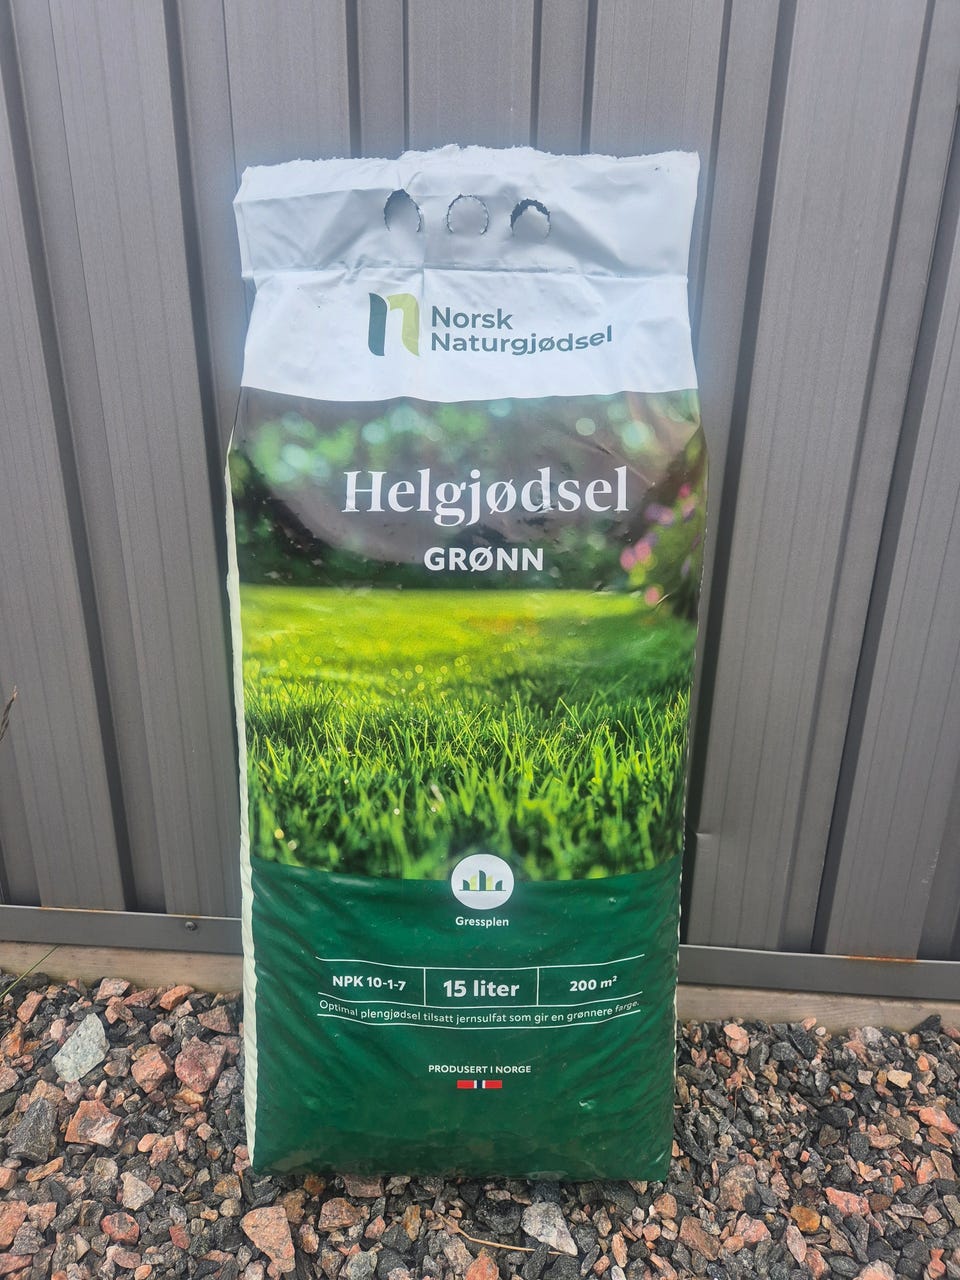 Norsk
Naturgjødsel
Helgjødsel
GRØNN
Gressplen
NPK 10-1-7
15 liter
200 m²
Optimal plengjødsel tilsatt jernsulfat som gir en grønnere farge.
PRODUSERT I NORGE